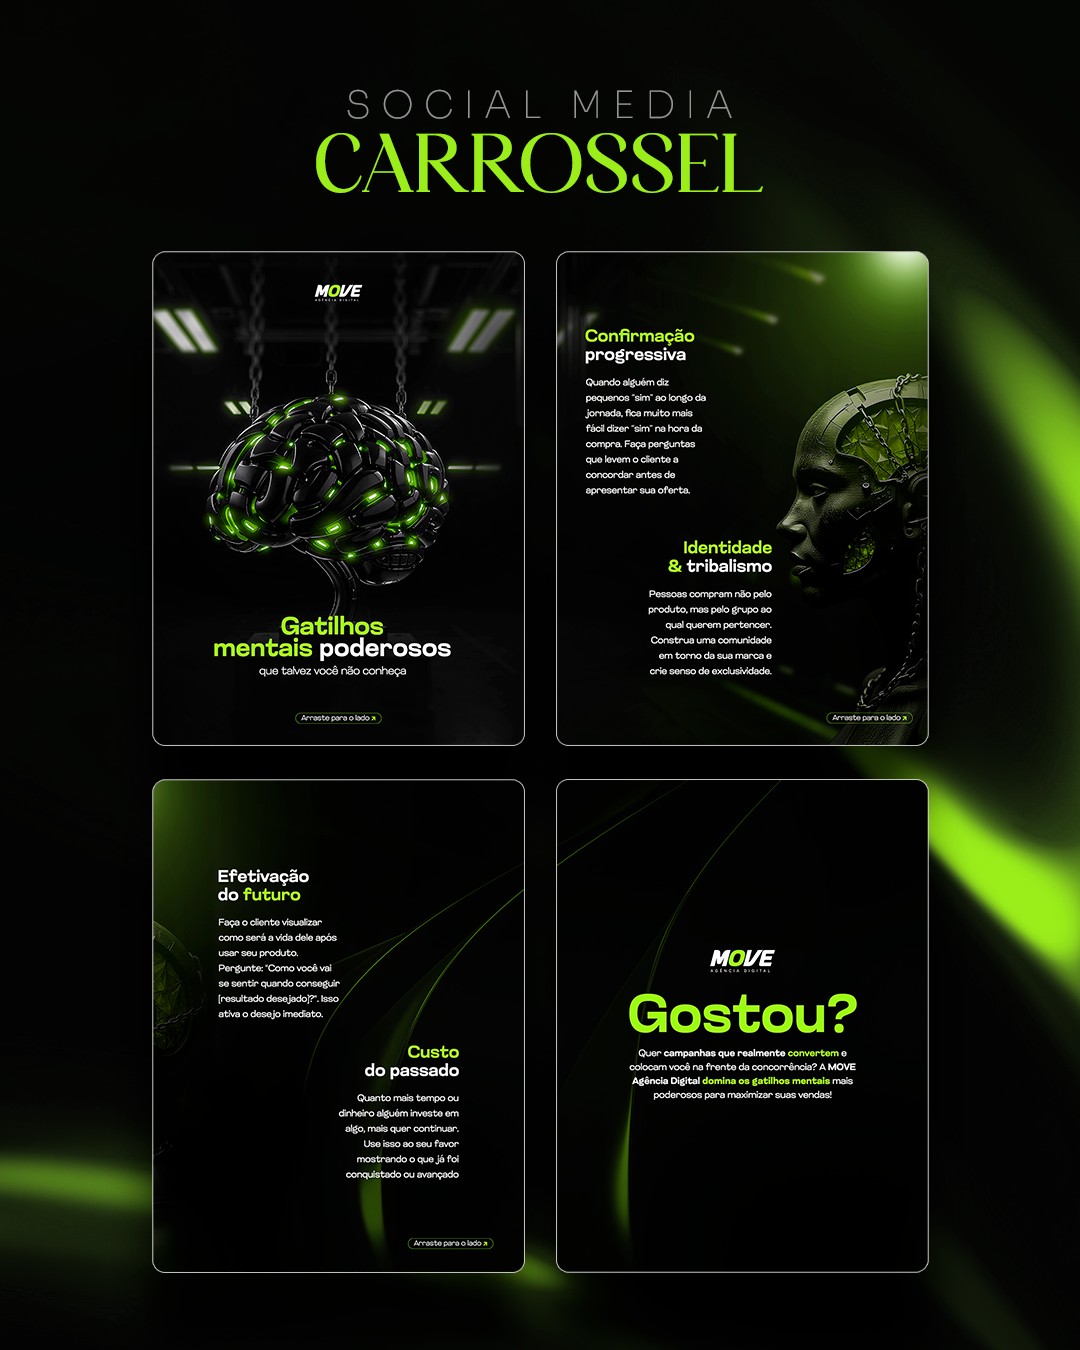 SOCIAL MEDIA
CARROSSEL
MOVE
AGÊNCIA DIGITAL
Gatilhos
mentais poderosos
que talvez você não conheça
Arraste para o lado
Confirmação
progressiva
Quando alguém diz
pequenos "sim" ao longo da
jornada, fica muito mais
fácil dizer "sim" na hora da
compra. Faça perguntas
que levem o cliente a
concordar antes de
apresentar sua oferta.
Identidade
& tribalismo
Pessoas compram não pelo
produto, mas pelo grupo ao
qual querem pertencer.
Construa uma comunidade
em torno da sua marca e
crie senso de exclusividade.
Arraste para o lado
Efetivação
do futuro
Faça o cliente visualizar
como será a vida dele após
usar seu produto.
Pergunte: "Como você vai
se sentir quando conseguir
[resultado desejado]?". Isso
ativa o desejo imediato.
Custo
do passado
Quanto mais tempo ou
dinheiro alguém investe em
algo, mais quer continuar.
Use isso ao seu favor
mostrando o que já foi
conquistado ou avançado
Arraste para o lado
MOVE
AGÊNCIA DIGITAL
Gostou?
Quer campanhas que realmente convertem e
colocam você na frente da concorrência? A MOVE
Agência Digital domina os gatilhos mentais mais
poderosos para maximizar suas vendas!